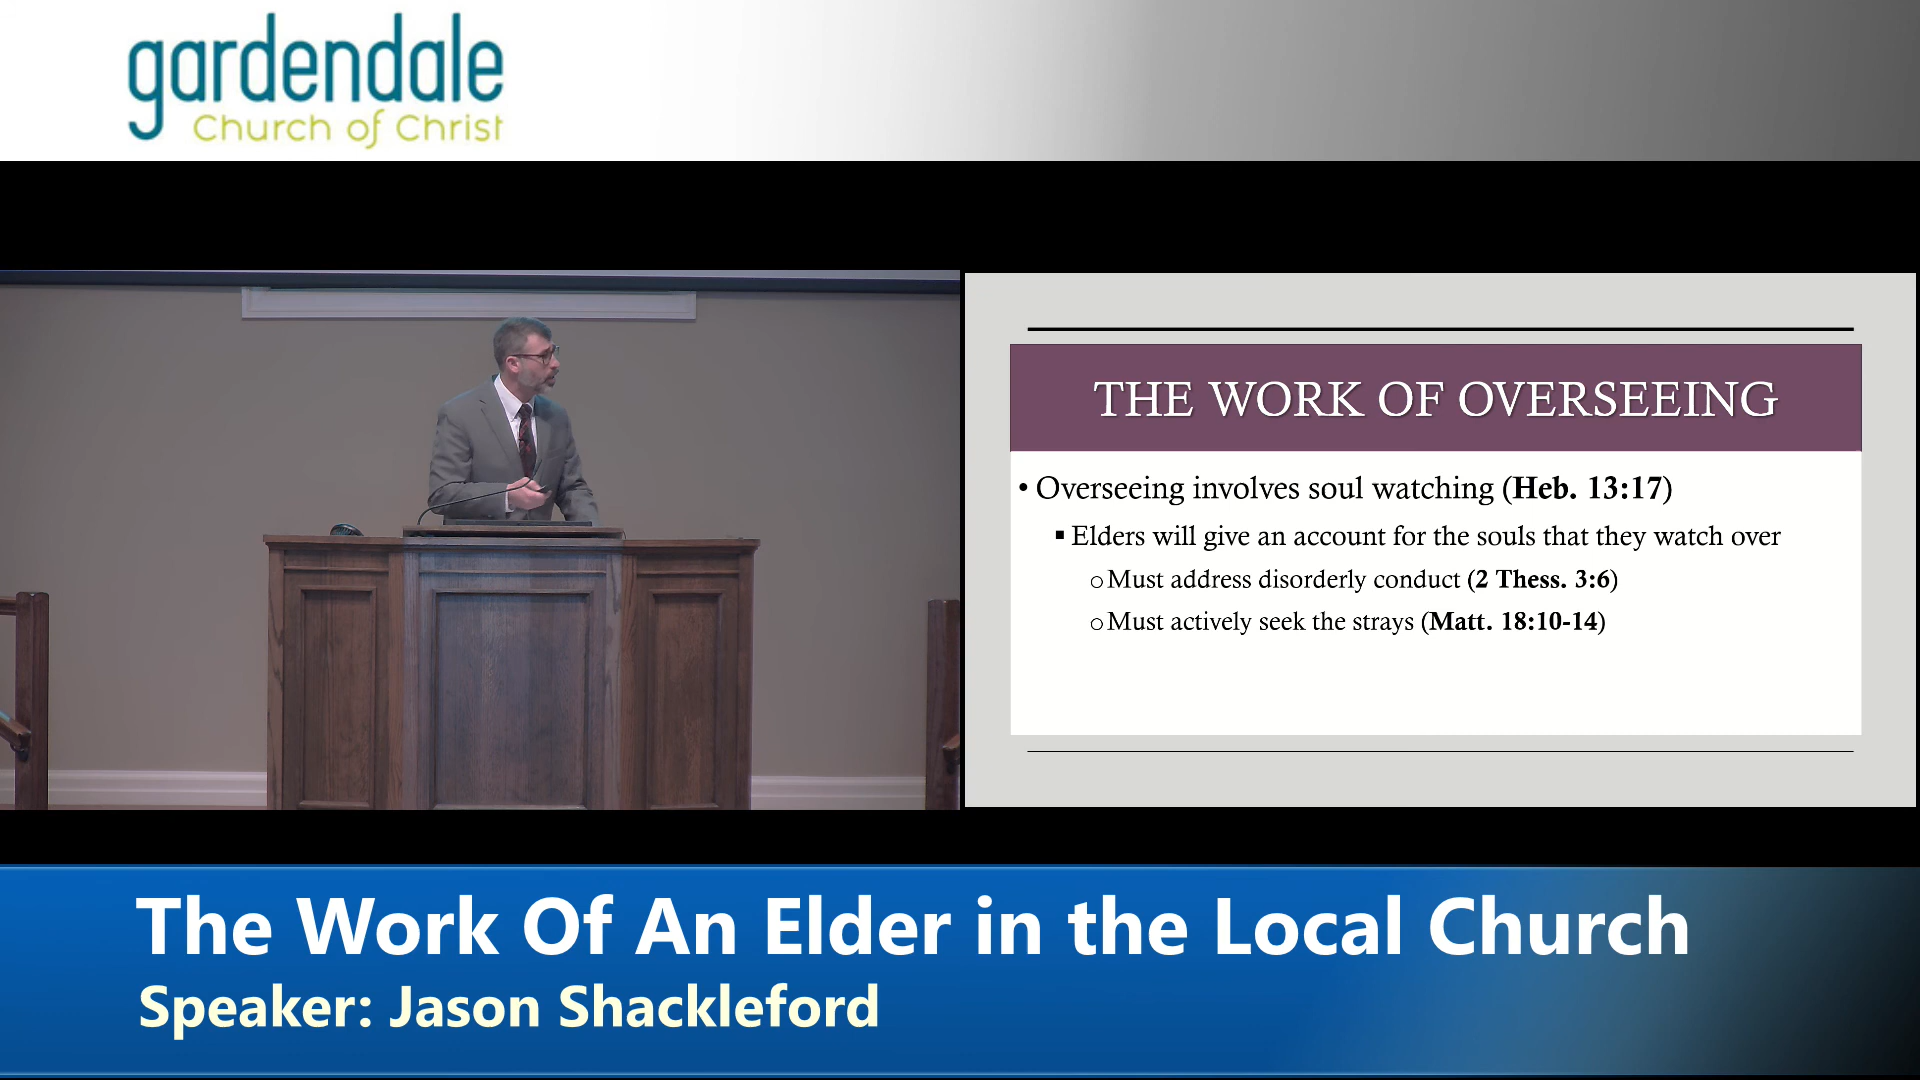 gardendale
Church of Christ
THE WORK OF OVERSEEING
• Overseeing involves soul watching (Heb. 13:17)
▪ Elders will give an account for the souls that they watch over
o Must address disorderly conduct (2 Thess. 3:6)
o Must actively seek the strays (Matt. 18:10-14)
The Work Of An Elder in the Local Church
Speaker: Jason Shackleford